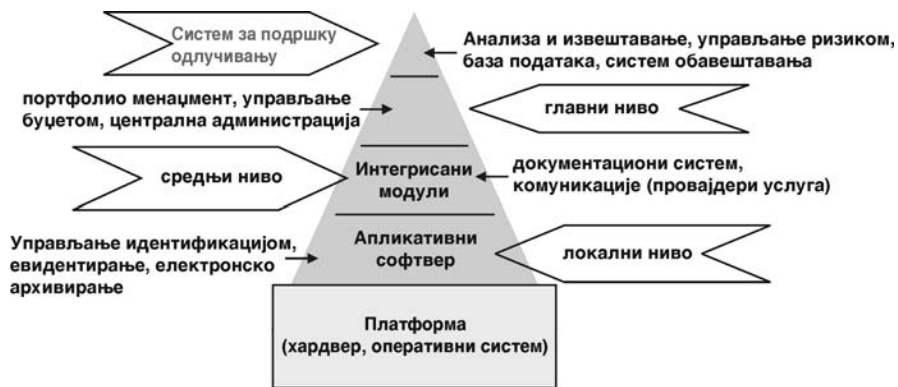 Систем за подршку
одлучивању
Анализа и извештавање, управљање ризиком,
база података, систем обавештавања
портфолио менаџмент, управљање
буџетом, централна администрација
главни ниво
средњи ниво
Интегрисани
модули
документациони систем,
комуникације (провајдери услуга)
Управљање идентификацијом,
евидентирање, електронско
архивирање
Апликативни
софтвер
локални ниво
Платформа
(хардвер, оперативни систем)